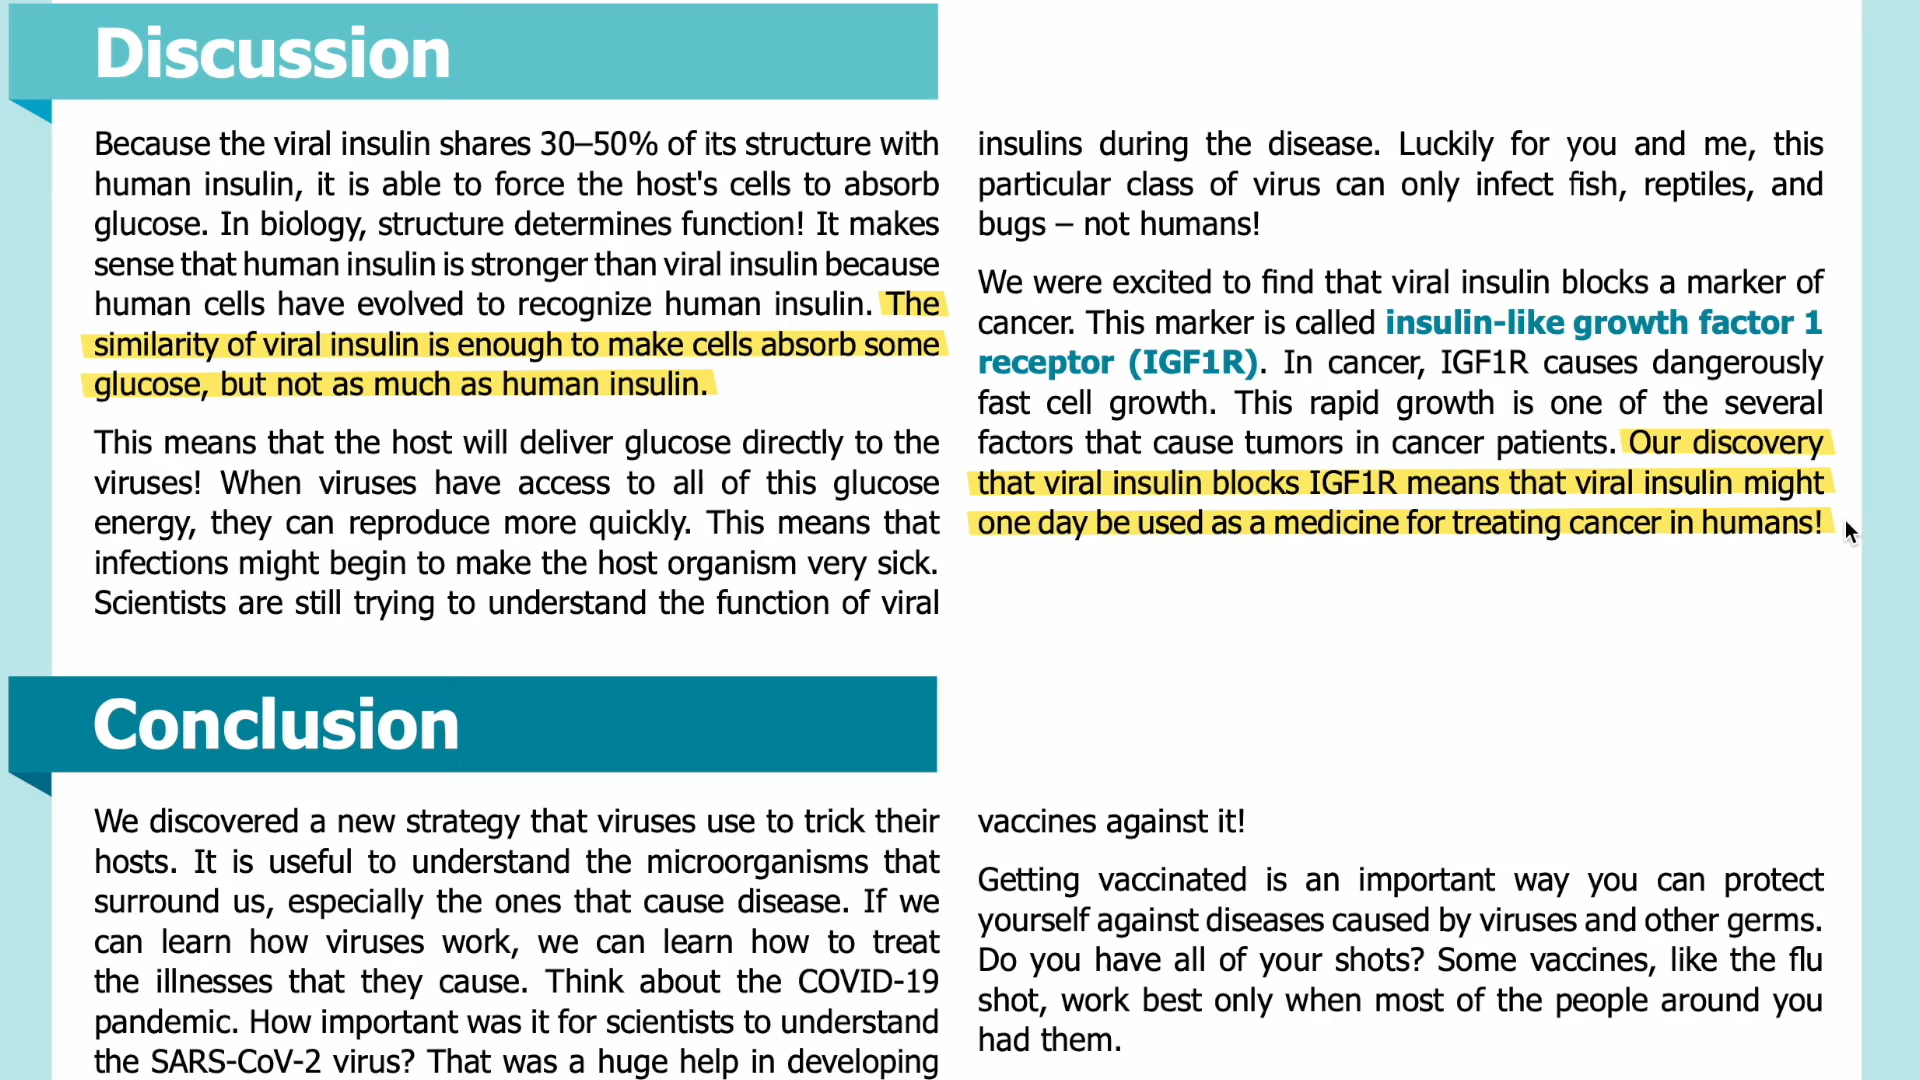 Discussion
Because the viral insulin shares 30–50% of its structure with
human insulin, it is able to force the host's cells to absorb
glucose. In biology, structure determines function! It makes
sense that human insulin is stronger than viral insulin because
human cells have evolved to recognize human insulin. The
similarity of viral insulin is enough to make cells absorb some
glucose, but not as much as human insulin.
This means that the host will deliver glucose directly to the
viruses! When viruses have access to all of this glucose
energy, they can reproduce more quickly. This means that
infections might begin to make the host organism very sick.
Scientists are still trying to understand the function of viral
insulins during the disease. Luckily for you and me, this
particular class of virus can only infect fish, reptiles, and
bugs – not humans!
We were excited to find that viral insulin blocks a marker of
cancer. This marker is called insulin-like growth factor 1
receptor (IGF1R). In cancer, IGF1R causes dangerously
fast cell growth. This rapid growth is one of the several
factors that cause tumors in cancer patients. Our discovery
that viral insulin blocks IGF1R means that viral insulin might
one day be used as a medicine for treating cancer in humans!
Conclusion
We discovered a new strategy that viruses use to trick their
hosts. It is useful to understand the microorganisms that
surround us, especially the ones that cause disease. If we
can learn how viruses work, we can learn how to treat
the illnesses that they cause. Think about the COVID-19
pandemic. How important was it for scientists to understand
the SARS-CoV-2 virus? That was a huge help in developing
vaccines against it!
Getting vaccinated is an important way you can protect
yourself against diseases caused by viruses and other germs.
Do you have all of your shots? Some vaccines, like the flu
shot, work best only when most of the people around you
had them.